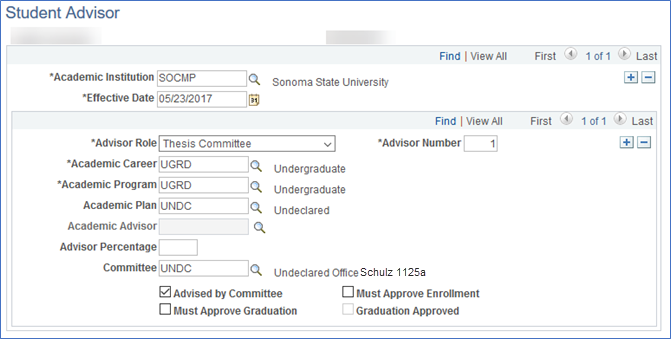 Student Advisor
Find | View All First 1 of 1 Last
*Academic Institution SOCMP Sonoma State University
*Effective Date 05/23/2017
Find | View All First 1 of 1 Last
*Advisor Role Thesis Committee *Advisor Number 1
*Academic Career UGRD Undergraduate
*Academic Program UGRD Undergraduate
Academic Plan UNDC Undeclared
Academic Advisor
Advisor Percentage
Committee UNDC Undeclared Office Schulz 1125a
Advised by Committee Must Approve Enrollment
Must Approve Graduation Graduation Approved